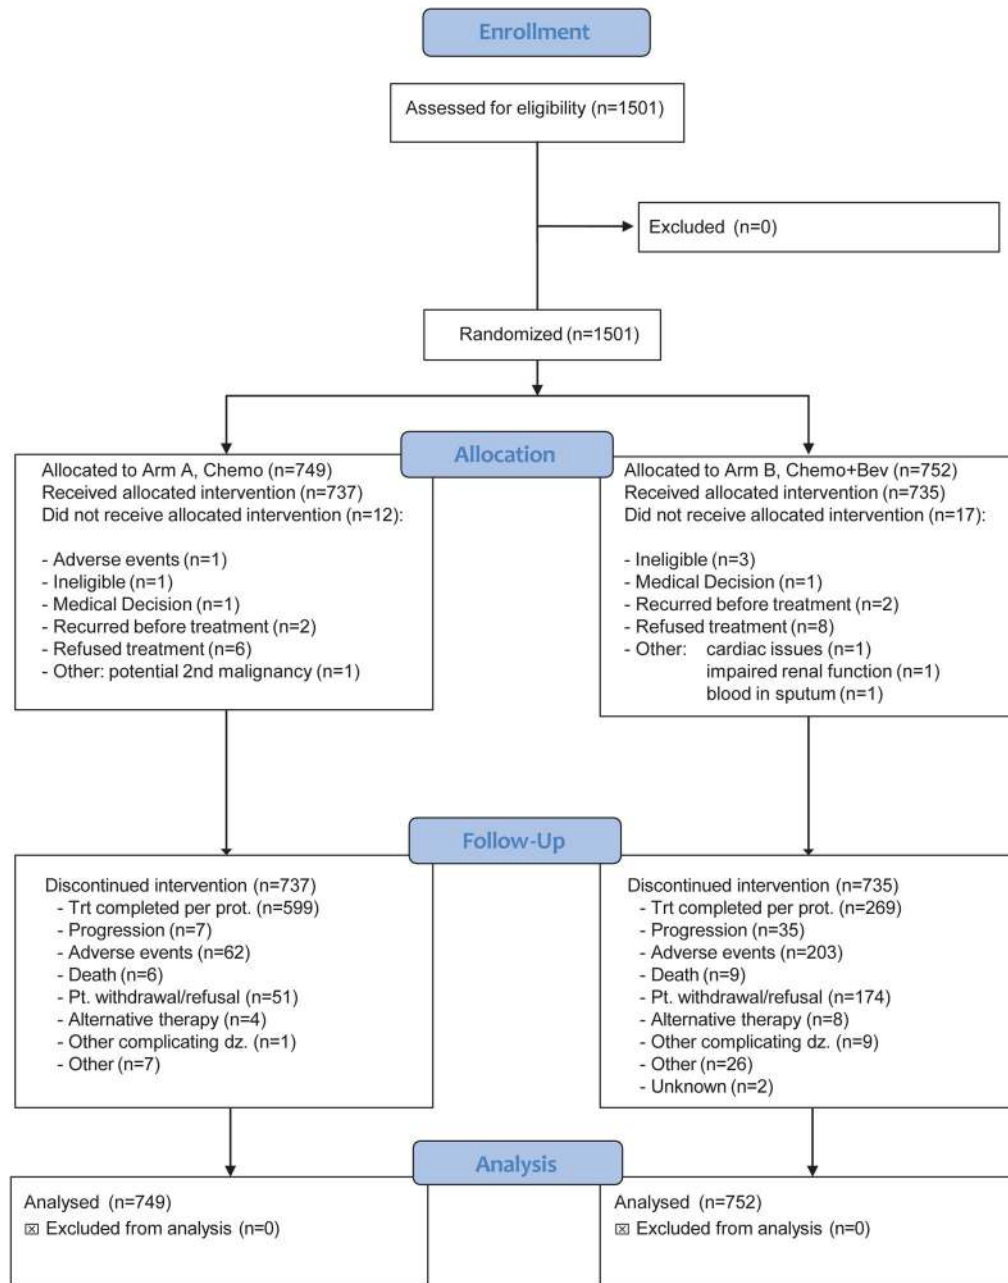 Enrollment
Assessed for eligibility (n=1501)
Excluded (n=0)
Randomized (n=1501)
Allocation
Allocated to Arm A, Chemo (n=749)
Received allocated intervention (n=737)
Did not receive allocated intervention (n=12):
- Adverse events (n=1)
- Ineligible (n=1)
- Medical Decision (n=1)
- Recurred before treatment (n=2)
- Refused treatment (n=6)
- Other: potential 2nd malignancy (n=1)
Allocated to Arm B, Chemo+Bev (n=752)
Received allocated intervention (n=735)
Did not receive allocated intervention (n=17):
- Ineligible (n=3)
- Medical Decision (n=1)
- Recurred before treatment (n=2)
- Refused treatment (n=8)
- Other: cardiac issues (n=1)
impaired renal function (n=1)
blood in sputum (n=1)
Follow-Up
Discontinued intervention (n=737)
- Trt completed per prot. (n=599)
- Progression (n=7)
- Adverse events (n=62)
- Death (n=6)
- Pt. withdrawal/refusal (n=51)
- Alternative therapy (n=4)
- Other complicating dz. (n=1)
- Other (n=7)
Discontinued intervention (n=735)
- Trt completed per prot. (n=269)
- Progression (n=35)
- Adverse events (n=203)
- Death (n=9)
- Pt. withdrawal/refusal (n=174)
- Alternative therapy (n=8)
- Other complicating dz. (n=9)
- Other (n=26)
- Unknown (n=2)
Analysis
Analysed (n=749)
☒ Excluded from analysis (n=0)
Analysed (n=752)
☒ Excluded from analysis (n=0)